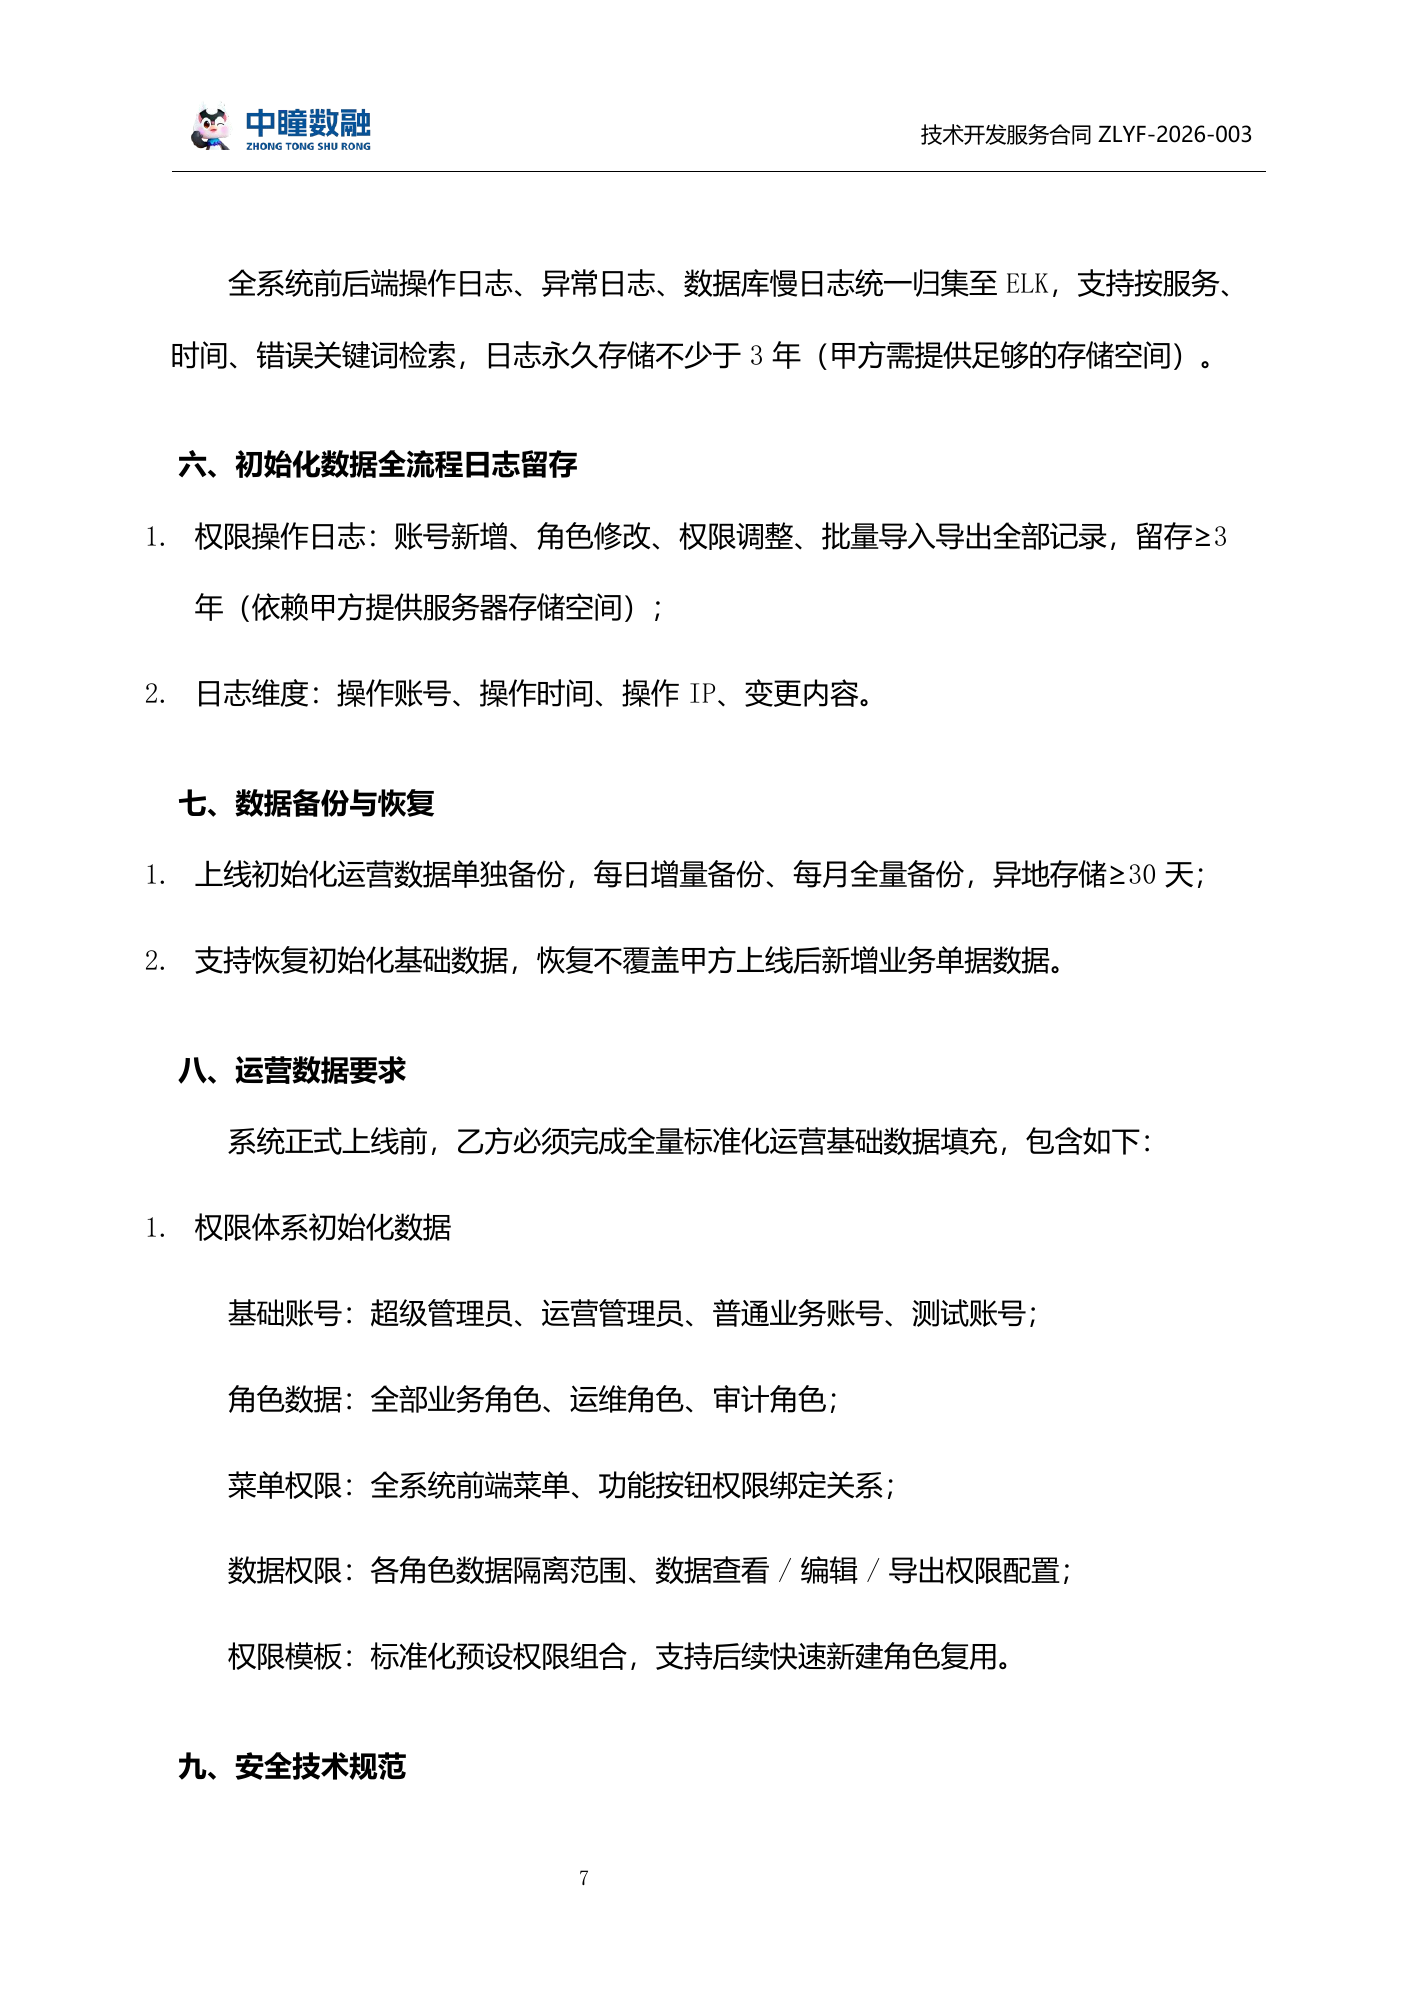 中瞳数融
ZHONG TONG SHU RONG
技术开发服务合同 ZLYF-2026-003
全系统前后端操作日志、异常日志、数据库慢日志统一归集至 ELK，支持按服务、
时间、错误关键词检索，日志永久存储不少于 3 年（甲方需提供足够的存储空间）。
六、初始化数据全流程日志留存
1. 权限操作日志：账号新增、角色修改、权限调整、批量导入导出全部记录，留存≥3
年（依赖甲方提供服务器存储空间）；
2. 日志维度：操作账号、操作时间、操作 IP、变更内容。
七、数据备份与恢复
1. 上线初始化运营数据单独备份，每日增量备份、每月全量备份，异地存储≥30 天；
2. 支持恢复初始化基础数据，恢复不覆盖甲方上线后新增业务单据数据。
八、运营数据要求
系统正式上线前，乙方必须完成全量标准化运营基础数据填充，包含如下：
1. 权限体系初始化数据
基础账号：超级管理员、运营管理员、普通业务账号、测试账号；
角色数据：全部业务角色、运维角色、审计角色；
菜单权限：全系统前端菜单、功能按钮权限绑定关系；
数据权限：各角色数据隔离范围、数据查看 / 编辑 / 导出权限配置；
权限模板：标准化预设权限组合，支持后续快速新建角色复用。
九、安全技术规范
7